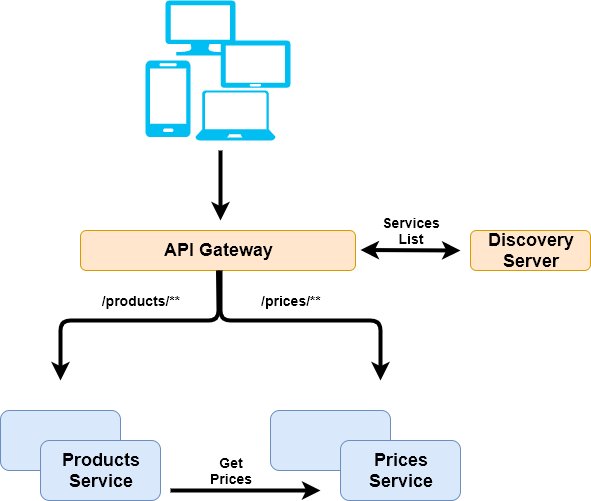 Services
List
API Gateway
Discovery
Server
/products/**
/prices/**
Products
Service
Get
Prices
Prices
Service